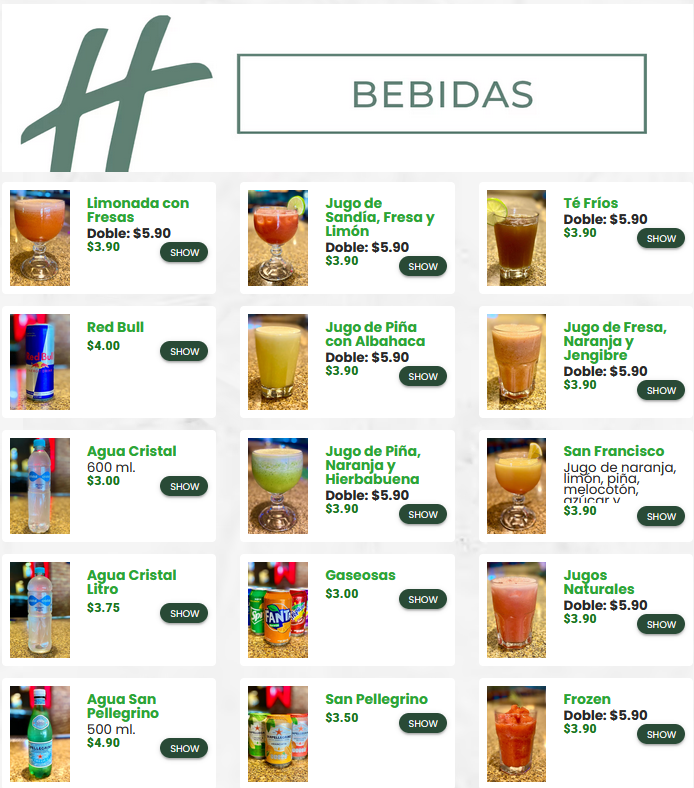 BEBIDAS
Limonada con
Fresas
Doble: $5.90
$3.90
SHOW
Jugo de
Sandía, Fresa y
Limón
Doble: $5.90
$3.90
SHOW
Té Fríos
Doble: $5.90
$3.90
SHOW
Red Bull
$4.00
SHOW
Jugo de Piña
con Albahaca
Doble: $5.90
$3.90
SHOW
Jugo de Fresa,
Naranja y
Jengibre
Doble: $5.90
$3.90
SHOW
Agua Cristal
600 ml.
$3.00
SHOW
Jugo de Piña,
Naranja y
Hierbabuena
Doble: $5.90
$3.90
SHOW
San Francisco
Jugo de naranja,
limón, piña,
melocotón,
azúcar y
$3.90
SHOW
Agua Cristal
Litro
$3.75
SHOW
Gaseosas
$3.00
SHOW
FANTA
Jugos
Naturales
Doble: $5.90
$3.90
SHOW
Agua San
Pellegrino
500 ml.
$4.90
SHOW
San Pellegrino
$3.50
SHOW
Frozen
Doble: $5.90
$3.90
SHOW